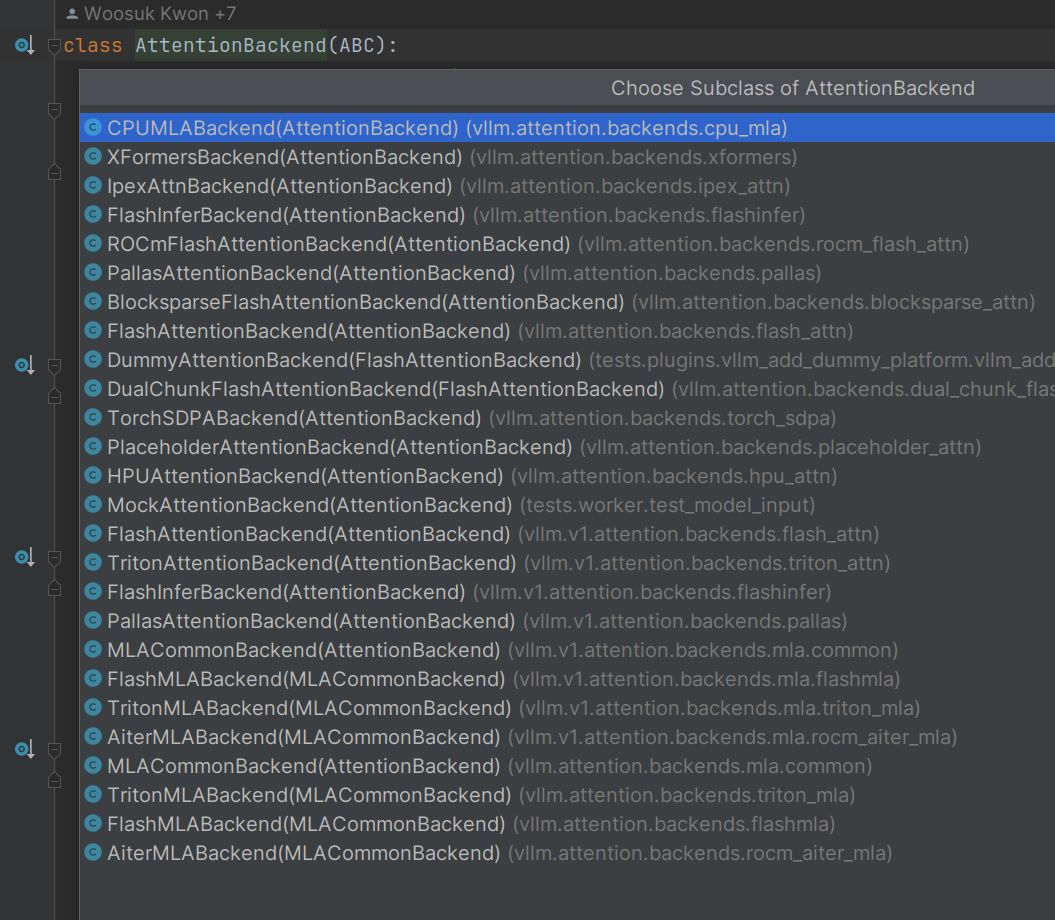 Woosuk Kwon +7
class AttentionBackend(ABC):
Choose Subclass of AttentionBackend
CPUMLABackend(AttentionBackend) (vllm.attention.backends.cpu_mla)
XFormersBackend(AttentionBackend) (vllm.attention.backends.xformers)
IpexAttnBackend(AttentionBackend) (vllm.attention.backends.ipex_attn)
FlashInferBackend(AttentionBackend) (vllm.attention.backends.flashinfer)
ROCmFlashAttentionBackend(AttentionBackend) (vllm.attention.backends.rocm_flash_attn)
PallasAttentionBackend(AttentionBackend) (vllm.attention.backends.pallas)
BlocksparseFlashAttentionBackend(AttentionBackend) (vllm.attention.backends.blocksparse_attn)
FlashAttentionBackend(AttentionBackend) (vllm.attention.backends.flash_attn)
DummyAttentionBackend(FlashAttentionBackend) (tests.plugins.vllm_add_dummy_platform.vllm_add
DualChunkFlashAttentionBackend(FlashAttentionBackend) (vllm.attention.backends.dual_chunk_flas
TorchSDPABackend(AttentionBackend) (vllm.attention.backends.torch_sdpa)
PlaceholderAttentionBackend(AttentionBackend) (vllm.attention.backends.placeholder_attn)
HPUAttentionBackend(AttentionBackend) (vllm.attention.backends.hpu_attn)
MockAttentionBackend(AttentionBackend) (tests.worker.test_model_input)
FlashAttentionBackend(AttentionBackend) (vllm.v1.attention.backends.flash_attn)
TritonAttentionBackend(AttentionBackend) (vllm.v1.attention.backends.triton_attn)
FlashInferBackend(AttentionBackend) (vllm.v1.attention.backends.flashinfer)
PallasAttentionBackend(AttentionBackend) (vllm.v1.attention.backends.pallas)
MLACommonBackend(AttentionBackend) (vllm.v1.attention.backends.mla.common)
FlashMLABackend(MLACommonBackend) (vllm.v1.attention.backends.mla.flashmla)
TritonMLABackend(MLACommonBackend) (vllm.v1.attention.backends.mla.triton_mla)
AiterMLABackend(MLACommonBackend) (vllm.v1.attention.backends.mla.rocm_aiter_mla)
MLACommonBackend(AttentionBackend) (vllm.attention.backends.mla.common)
TritonMLABackend(MLACommonBackend) (vllm.attention.backends.triton_mla)
FlashMLABackend(MLACommonBackend) (vllm.attention.backends.flashmla)
AiterMLABackend(MLACommonBackend) (vllm.attention.backends.rocm_aiter_mla)